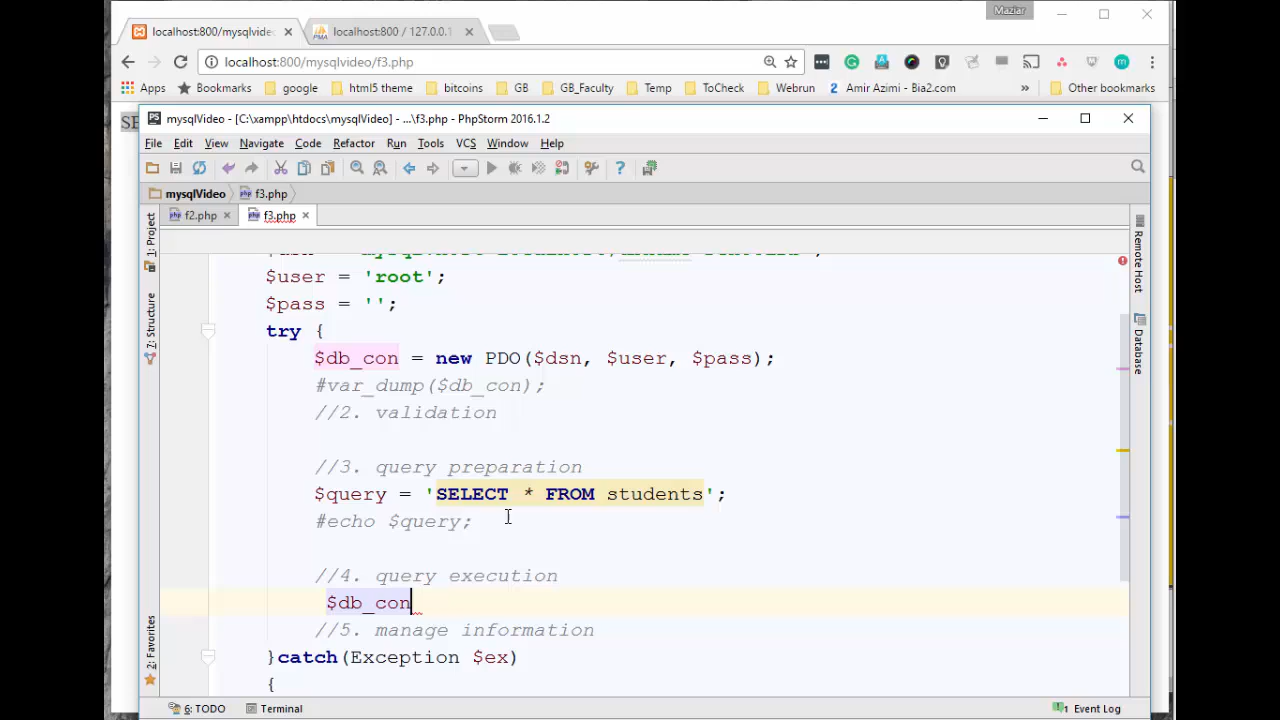 Maziar
localhost:800/mysqlvide
localhost:800 / 127.0.0.1
PMA
localhost:800/mysqlvideo/f3.php
Apps
Bookmarks
google
html5 theme
bitcoins
GB
GB_Faculty
Temp
ToCheck
Webrun
Amir Azimi - Bia2.com
»
Other bookmarks
mysqlVideo - [C:\xampp\htdocs\mysqlVideo] - ...\f3.php - PhpStorm 2016.1.2
File Edit View Navigate Code Refactor Run Tools VCS Window Help
mysqlVideo
f3.php
f2.php
f3.php
1: Project
7: Structure
2: Favorites
Remote Host
Database
$user = 'root';
$pass = '';
try {
$db_con = new PDO($dsn, $user, $pass);
#var_dump($db_con);
//2. validation
//3. query preparation
$query = 'SELECT * FROM students';
#echo $query;
//4. query execution
$db_con
//5. manage information
}catch(Exception $ex)
{
6: TODO
Terminal
1 Event Log